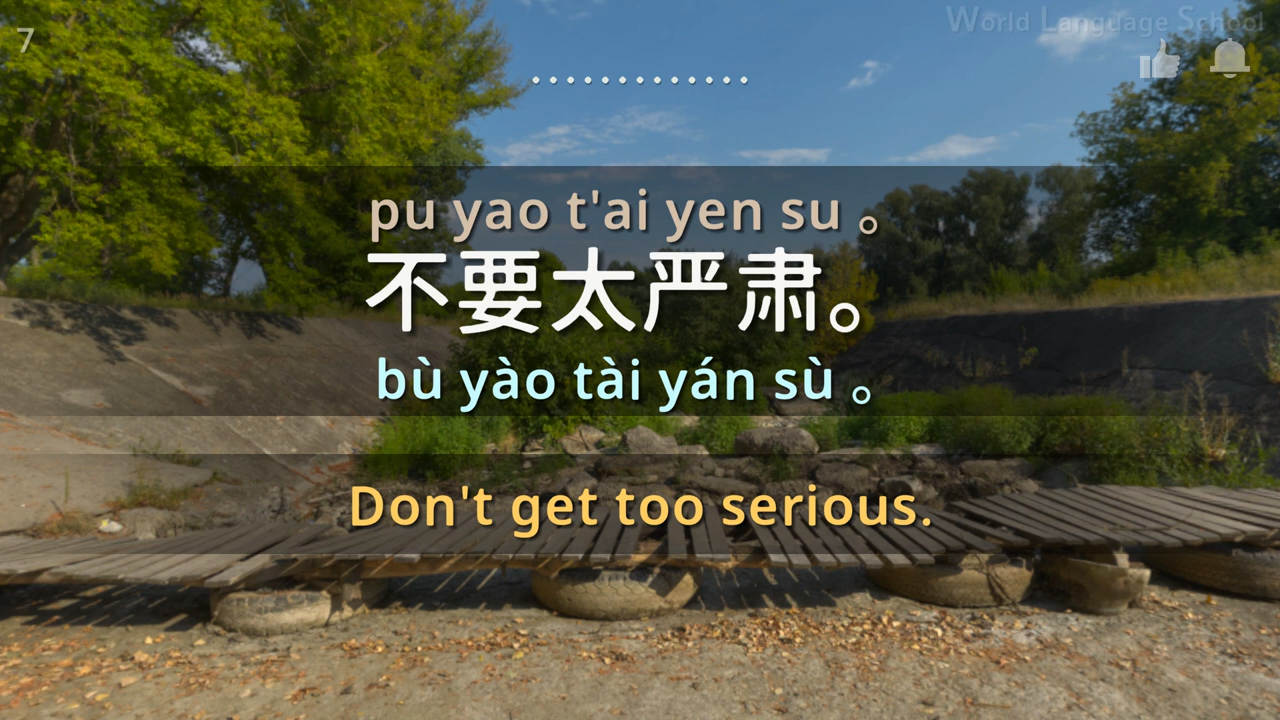 World Language School
7
pu yao t'ai yen su 。
不要太严肃。
bù yào tài yán sù 。
Don't get too serious.